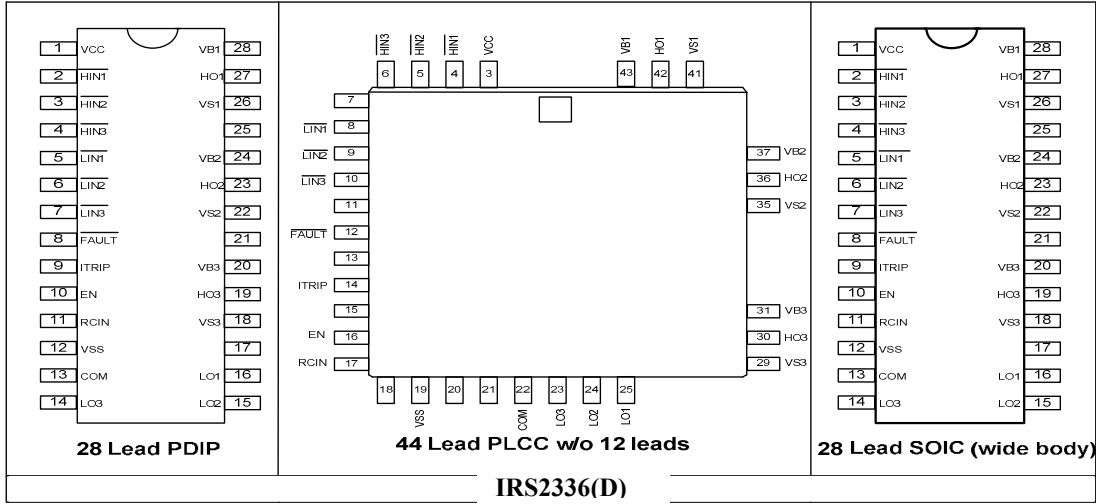 1 VCC VB1 28
2 HIN1 HO1 27
3 HIN2 VS1 26
4 HIN3 25
5 LIN1 VB2 24
6 LIN2 HO2 23
7 LIN3 VS2 22
8 FAULT 21
9 ITRIP VB3 20
10 EN HO3 19
11 RCIN VS3 18
12 VSS 17
13 COM LO1 16
14 LO3 LO2 15
28 Lead PDIP
HIN3 HIN2 HIN1 VCC VB1 HO1 VS1
6 5 4 3 43 42 41
7
LIN1 8
LIN2 9 37 VB2
LIN3 10 36 HO2
11 35 VS2
FAULT 12
13
ITRIP 14
15 31 VB3
EN 16 30 HO3
RCIN 17 29 VS3
18 19 20 21 22 23 24 25
VSS COM LO3 LO2 LO1
44 Lead PLCC w/o 12 leads
1 VCC VB1 28
2 HIN1 HO1 27
3 HIN2 VS1 26
4 HIN3 25
5 LIN1 VB2 24
6 LIN2 HO2 23
7 LIN3 VS2 22
8 FAULT 21
9 ITRIP VB3 20
10 EN HO3 19
11 RCIN VS3 18
12 VSS 17
13 COM LO1 16
14 LO3 LO2 15
28 Lead SOIC (wide body)
IRS2336(D)